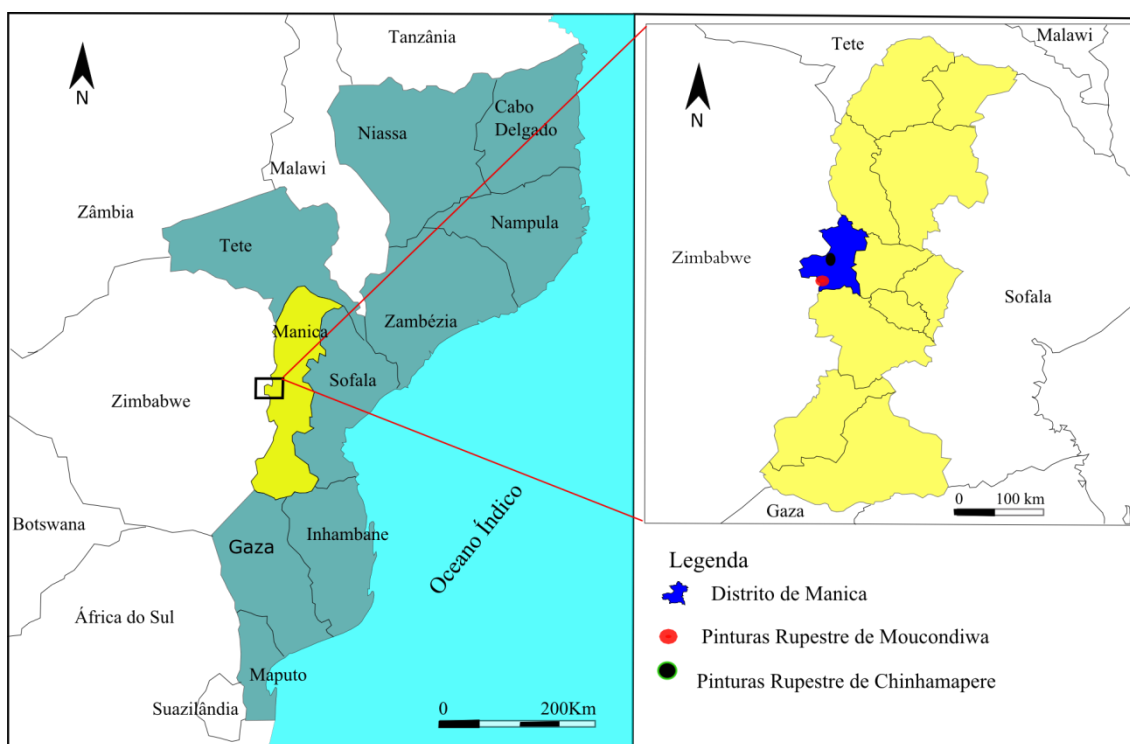 Tanzânia
N
Cabo
Delgado
Niassa
Malawi
Zâmbia
Nampula
Tete
Zambézia
Manica
Sofala
Zimbabwe
Botswana
Inhambane
Gaza
Oceano Índico
África do Sul
Maputo
Suazilândia
0 200Km
Tete
Malawi
N
Zimbabwe
Sofala
0 100 km
Gaza
Legenda
Distrito de Manica
Pinturas Rupestre de Moucondiwa
Pinturas Rupestre de Chinhamapere